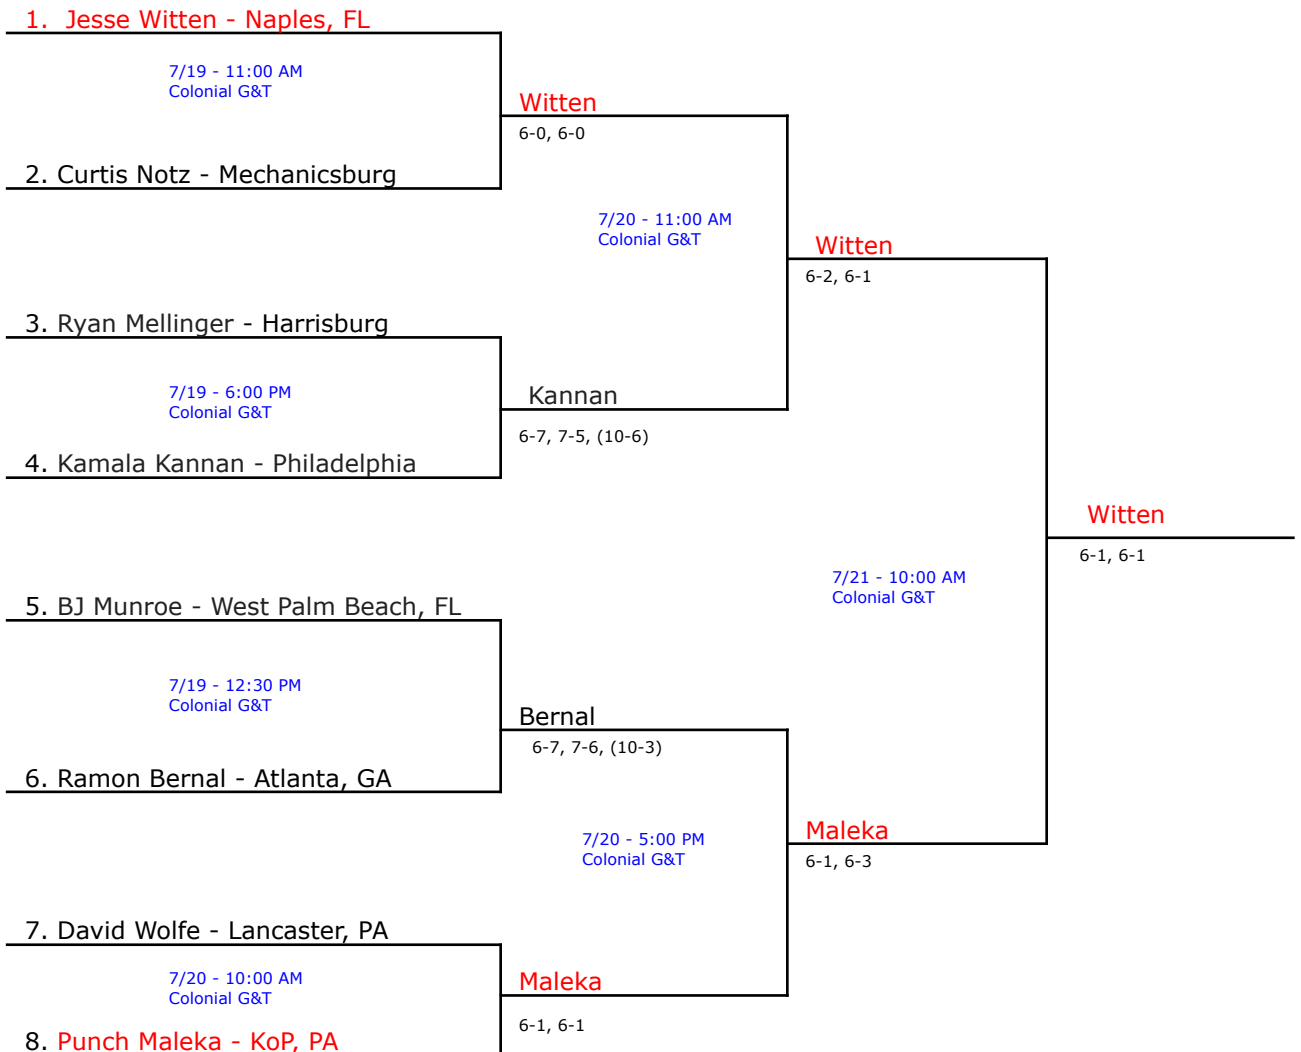 1. Jesse Witten - Naples, FL
7/19 - 11:00 AM
Colonial G&T
Witten
6-0, 6-0
2. Curtis Notz - Mechanicsburg
7/20 - 11:00 AM
Colonial G&T
Witten
6-2, 6-1
3. Ryan Mellinger - Harrisburg
7/19 - 6:00 PM
Colonial G&T
Kannan
6-7, 7-5, (10-6)
4. Kamala Kannan - Philadelphia
Witten
6-1, 6-1
7/21 - 10:00 AM
Colonial G&T
5. BJ Munroe - West Palm Beach, FL
7/19 - 12:30 PM
Colonial G&T
Bernal
6-7, 7-6, (10-3)
6. Ramon Bernal - Atlanta, GA
7/20 - 5:00 PM
Colonial G&T
Maleka
6-1, 6-3
7. David Wolfe - Lancaster, PA
7/20 - 10:00 AM
Colonial G&T
Maleka
6-1, 6-1
8. Punch Maleka - KoP, PA